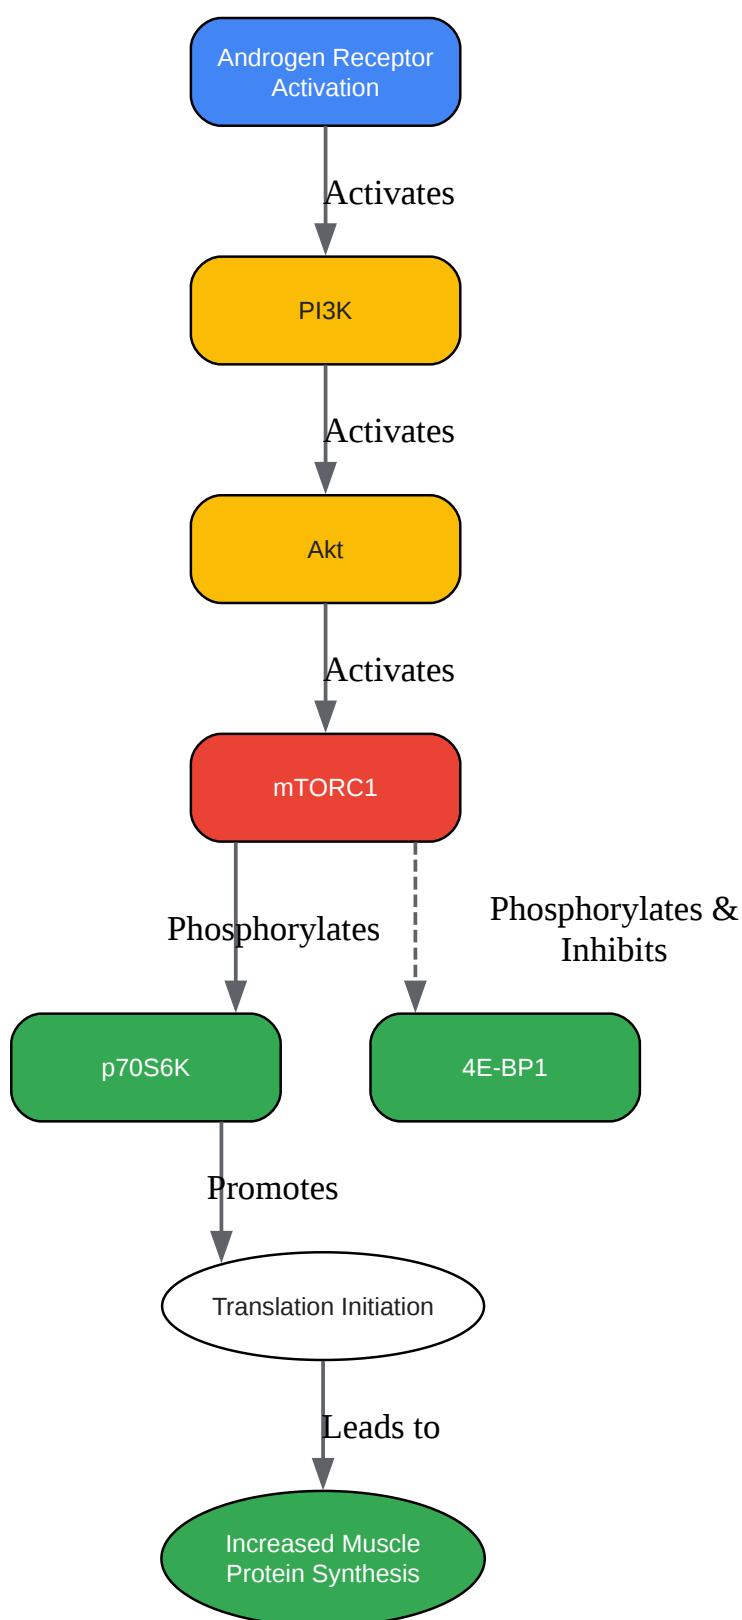 Androgen Receptor
Activation
Activates
PI3K
Activates
Akt
Activates
mTORC1
Phosphorylates
Phosphorylates &
Inhibits
p70S6K
4E-BP1
Promotes
Translation Initiation
Leads to
Increased Muscle
Protein Synthesis